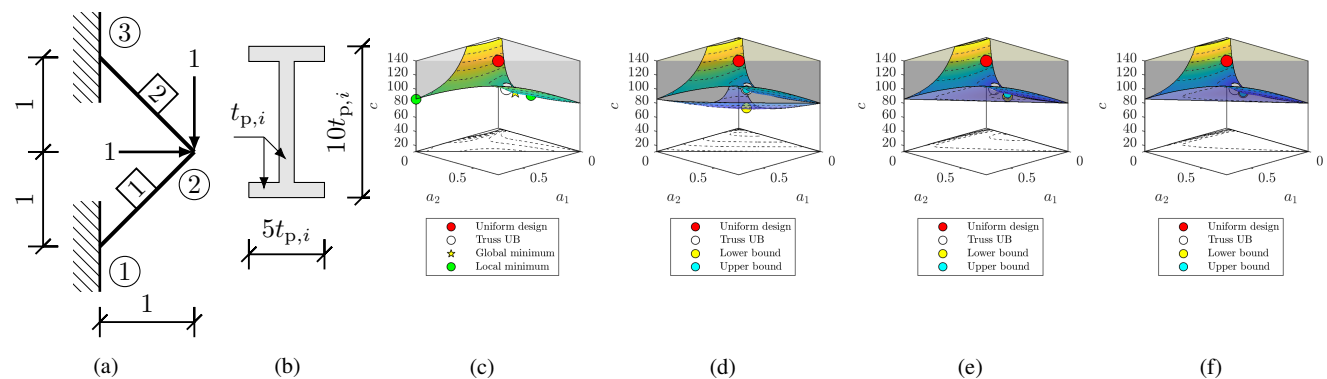 3
1
1
2
1
1
1
2
1
1
(a)
t_{p,i}
10t_{p,i}
5t_{p,i}
(b)
140
120
100
80
60
40
20
0
c
0.5
0.5
0
a_2
a_1
Uniform design
Truss UB
Global minimum
Local minimum
(c)
140
120
100
80
60
40
20
0
c
0.5
0.5
0
a_2
a_1
Uniform design
Truss UB
Lower bound
Upper bound
(d)
140
120
100
80
60
40
20
0
c
0.5
0.5
0
a_2
a_1
Uniform design
Truss UB
Lower bound
Upper bound
(e)
140
120
100
80
60
40
20
0
c
0.5
0.5
0
a_2
a_1
Uniform design
Truss UB
Lower bound
Upper bound
(f)